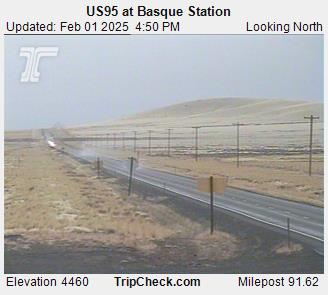 US95 at Basque Station
Updated: Feb 01 2025 4:50 PM Looking North
Elevation 4460 TripCheck.com Milepost 91.62